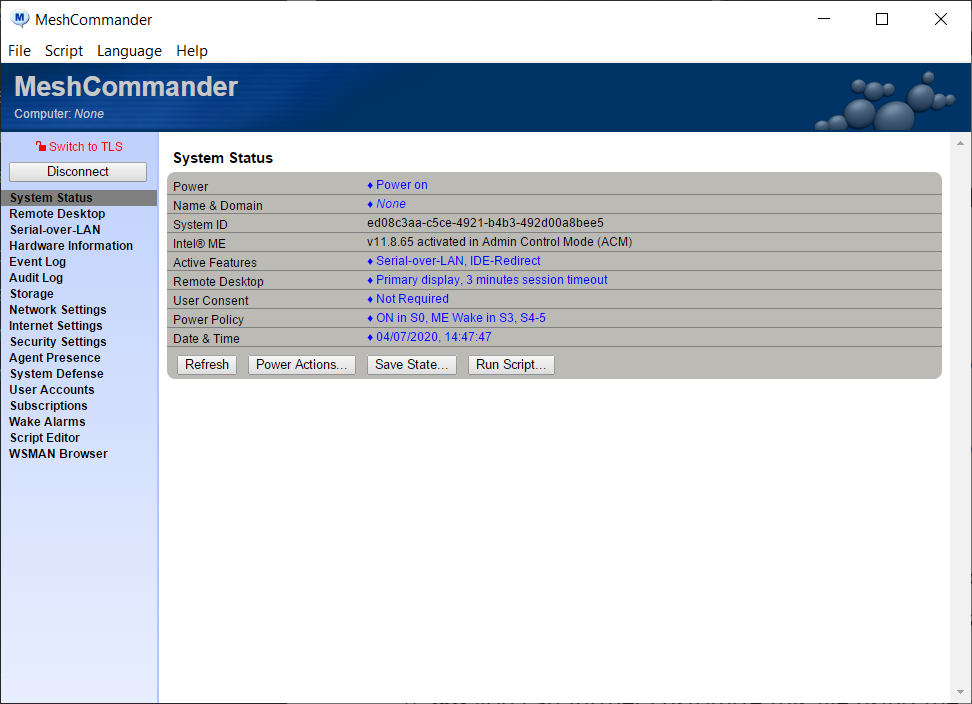 MeshCommander
File Script Language Help
MeshCommander
Computer: None
Switch to TLS
Disconnect
System Status
Remote Desktop
Serial-over-LAN
Hardware Information
Event Log
Audit Log
Storage
Network Settings
Internet Settings
Security Settings
Agent Presence
System Defense
User Accounts
Subscriptions
Wake Alarms
Script Editor
WSMAN Browser
System Status
Power ♦ Power on
Name & Domain ♦ None
System ID ed08c3aa-c5ce-4921-b4b3-492d00a8bee5
Intel® ME v11.8.65 activated in Admin Control Mode (ACM)
Active Features ♦ Serial-over-LAN, IDE-Redirect
Remote Desktop ♦ Primary display, 3 minutes session timeout
User Consent ♦ Not Required
Power Policy ♦ ON in S0, ME Wake in S3, S4-5
Date & Time ♦ 04/07/2020, 14:47:47
Refresh Power Actions... Save State... Run Script...